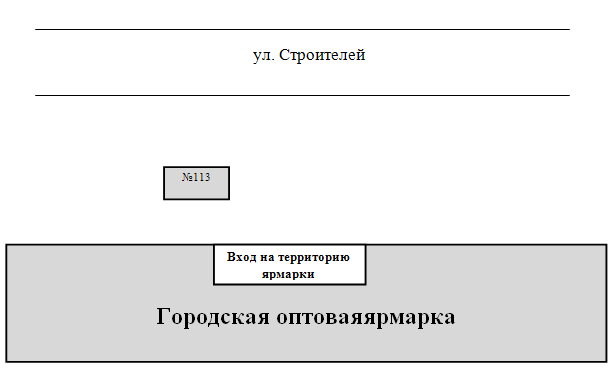 ул. Строителей
№113
Вход на территорию
ярмарки
Городская оптоваяярмарка